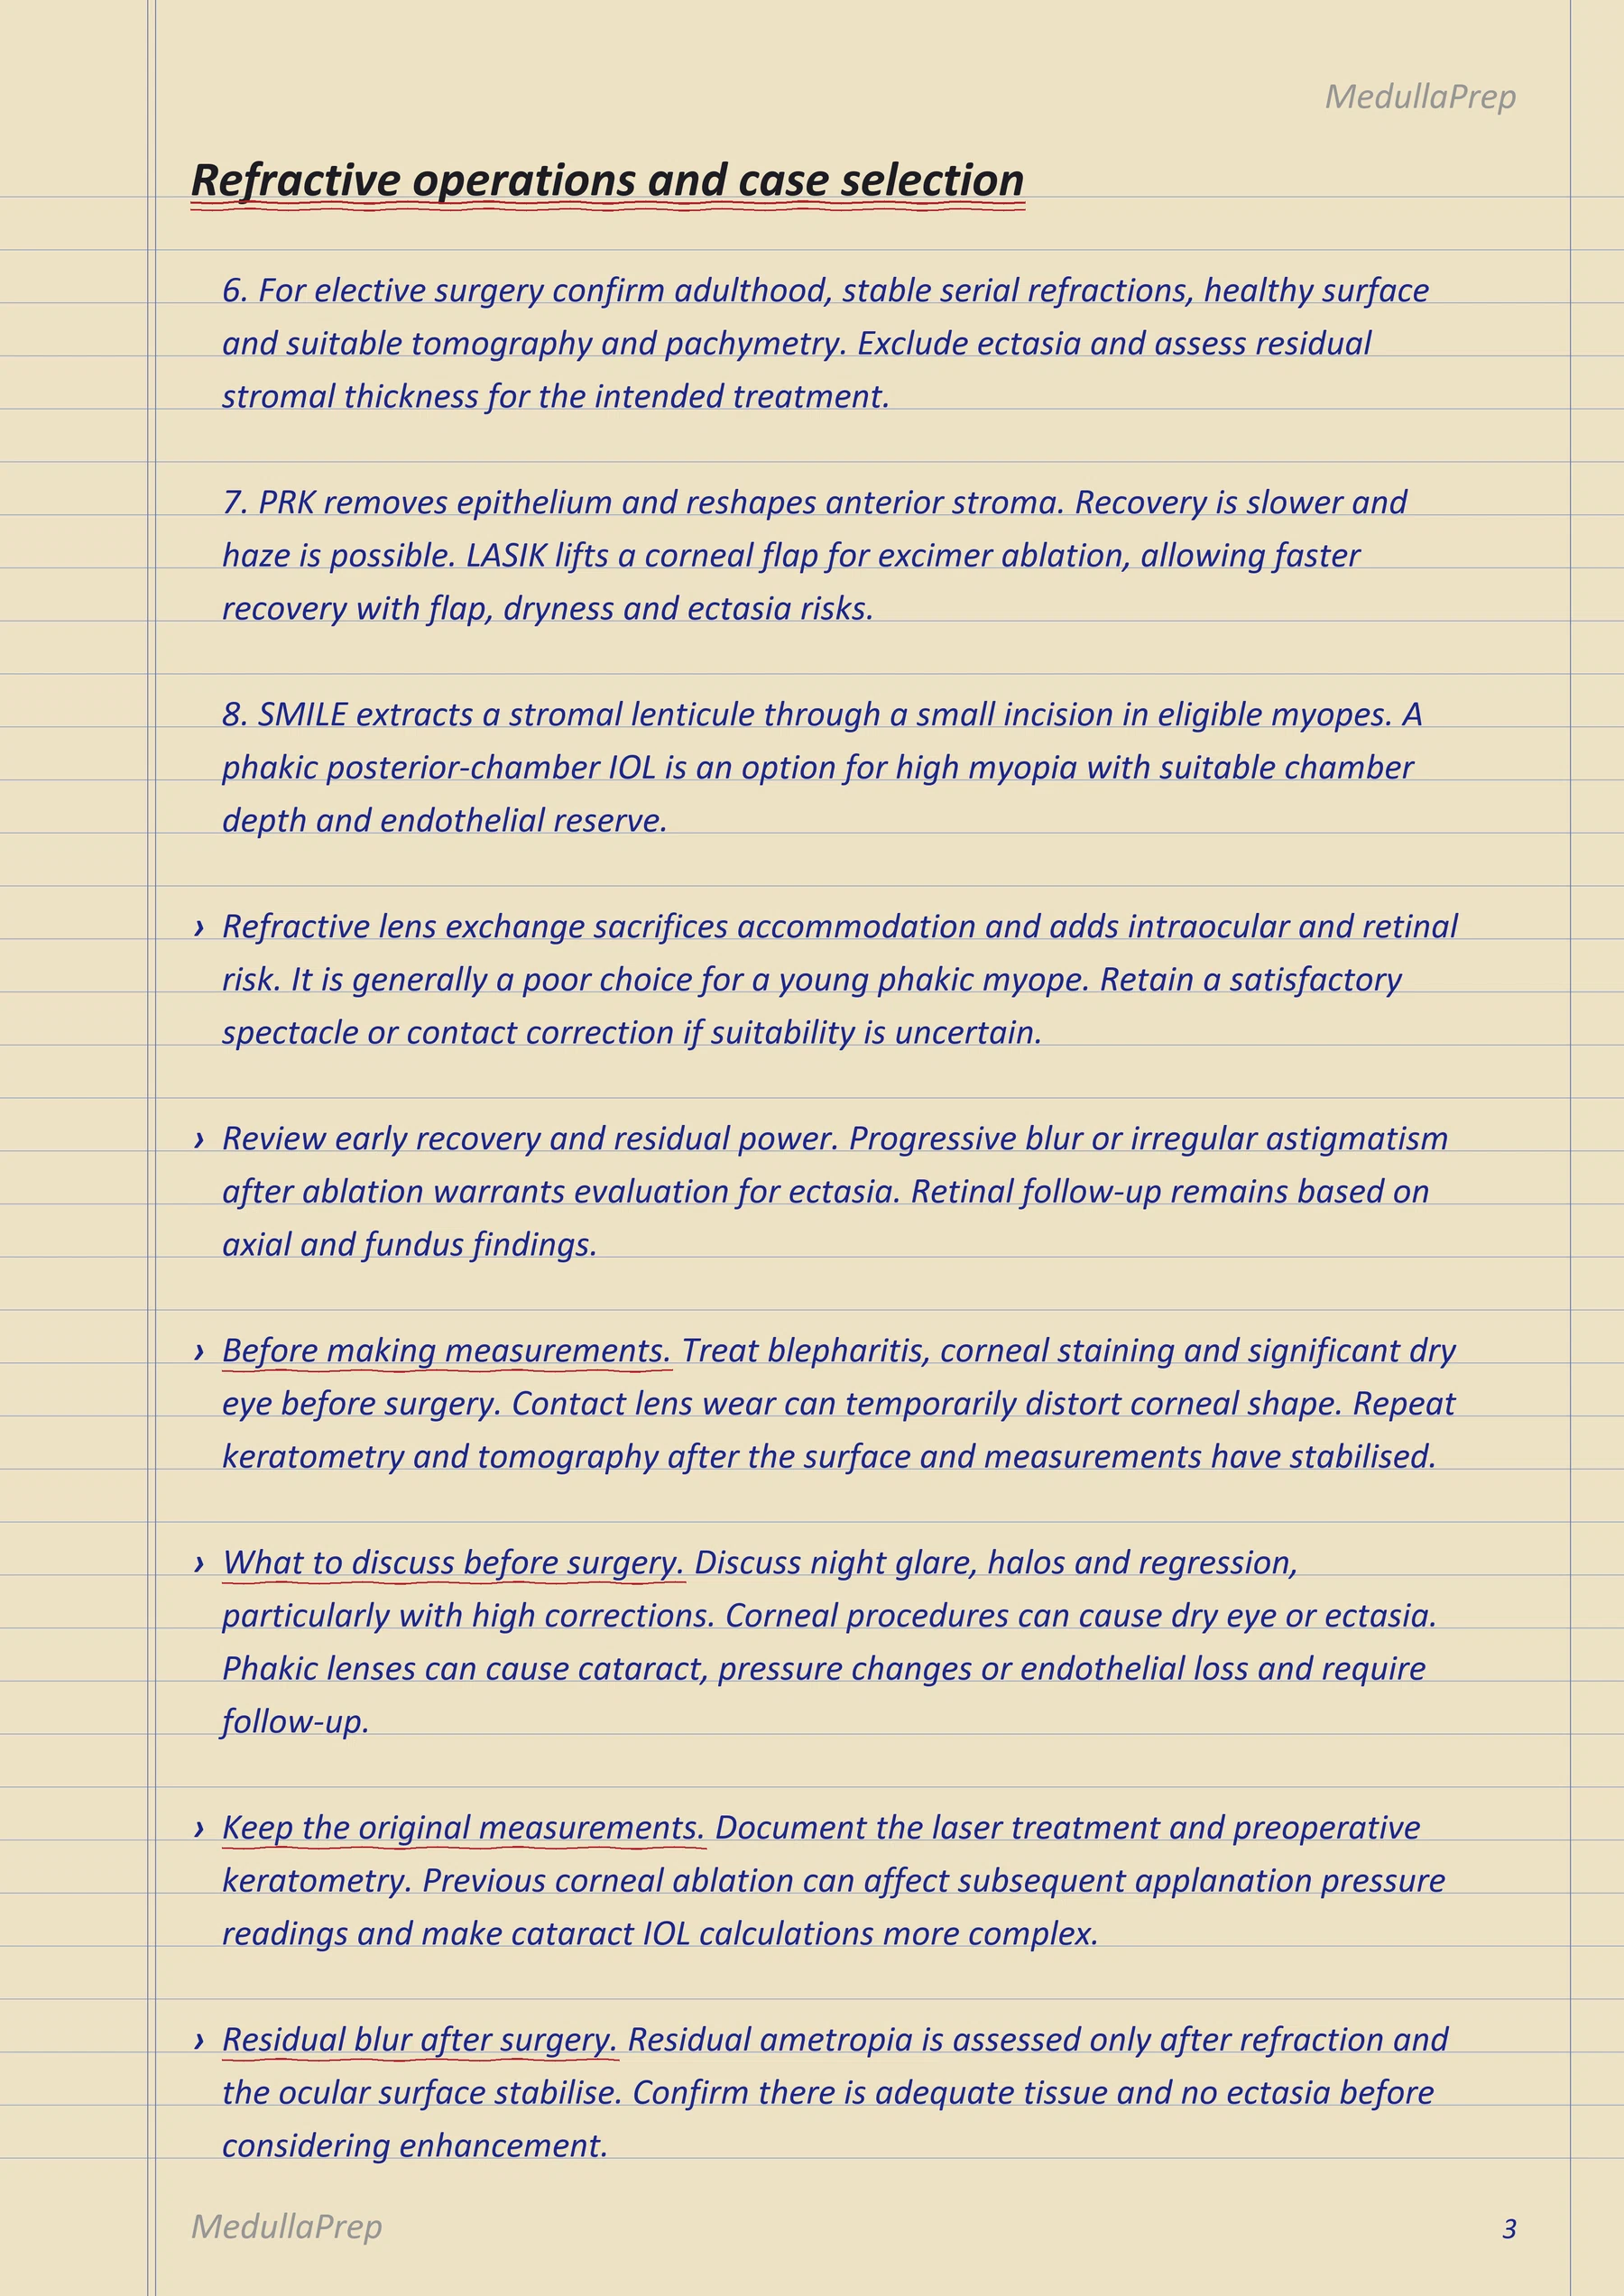 MedullaPrep
Refractive operations and case selection
6. For elective surgery confirm adulthood, stable serial refractions, healthy surface
and suitable tomography and pachymetry. Exclude ectasia and assess residual
stromal thickness for the intended treatment.
7. PRK removes epithelium and reshapes anterior stroma. Recovery is slower and
haze is possible. LASIK lifts a corneal flap for excimer ablation, allowing faster
recovery with flap, dryness and ectasia risks.
8. SMILE extracts a stromal lenticule through a small incision in eligible myopes. A
phakic posterior-chamber IOL is an option for high myopia with suitable chamber
depth and endothelial reserve.
› Refractive lens exchange sacrifices accommodation and adds intraocular and retinal
risk. It is generally a poor choice for a young phakic myope. Retain a satisfactory
spectacle or contact correction if suitability is uncertain.
› Review early recovery and residual power. Progressive blur or irregular astigmatism
after ablation warrants evaluation for ectasia. Retinal follow-up remains based on
axial and fundus findings.
› Before making measurements. Treat blepharitis, corneal staining and significant dry
eye before surgery. Contact lens wear can temporarily distort corneal shape. Repeat
keratometry and tomography after the surface and measurements have stabilised.
› What to discuss before surgery. Discuss night glare, halos and regression,
particularly with high corrections. Corneal procedures can cause dry eye or ectasia.
Phakic lenses can cause cataract, pressure changes or endothelial loss and require
follow-up.
› Keep the original measurements. Document the laser treatment and preoperative
keratometry. Previous corneal ablation can affect subsequent applanation pressure
readings and make cataract IOL calculations more complex.
› Residual blur after surgery. Residual ametropia is assessed only after refraction and
the ocular surface stabilise. Confirm there is adequate tissue and no ectasia before
considering enhancement.
MedullaPrep
3